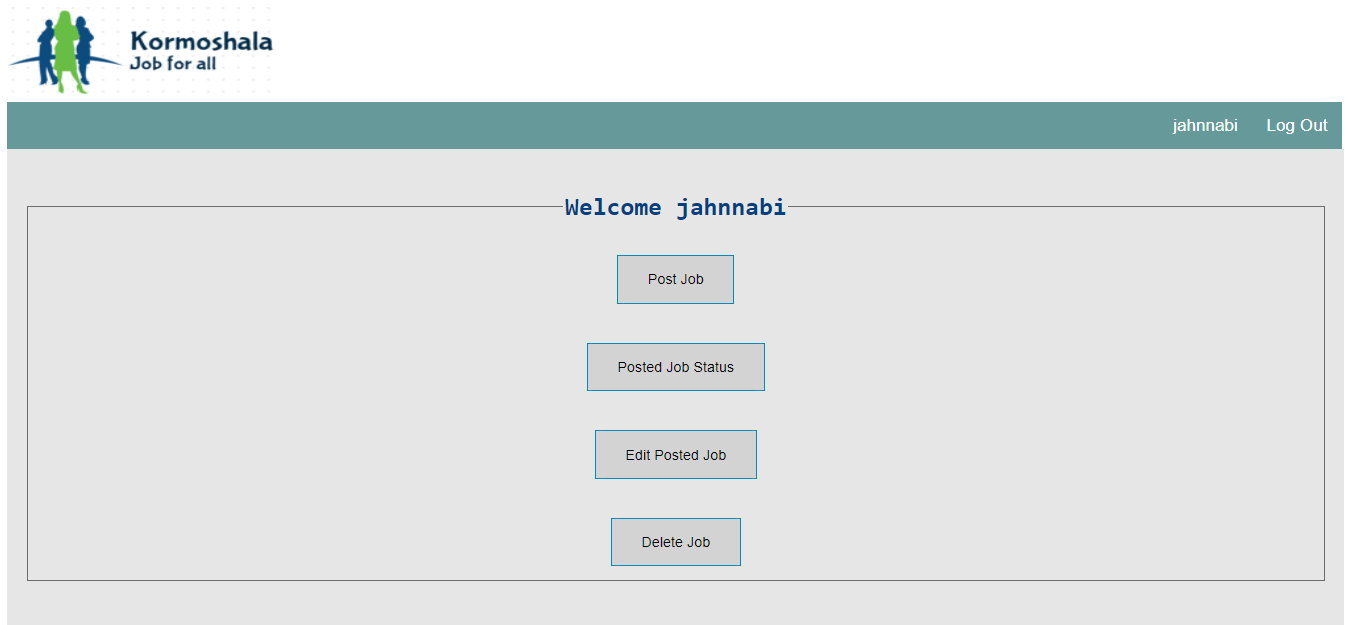 Kormoshala
Job for all
jahnnabi Log Out
Welcome jahnnabi
Post Job
Posted Job Status
Edit Posted Job
Delete Job